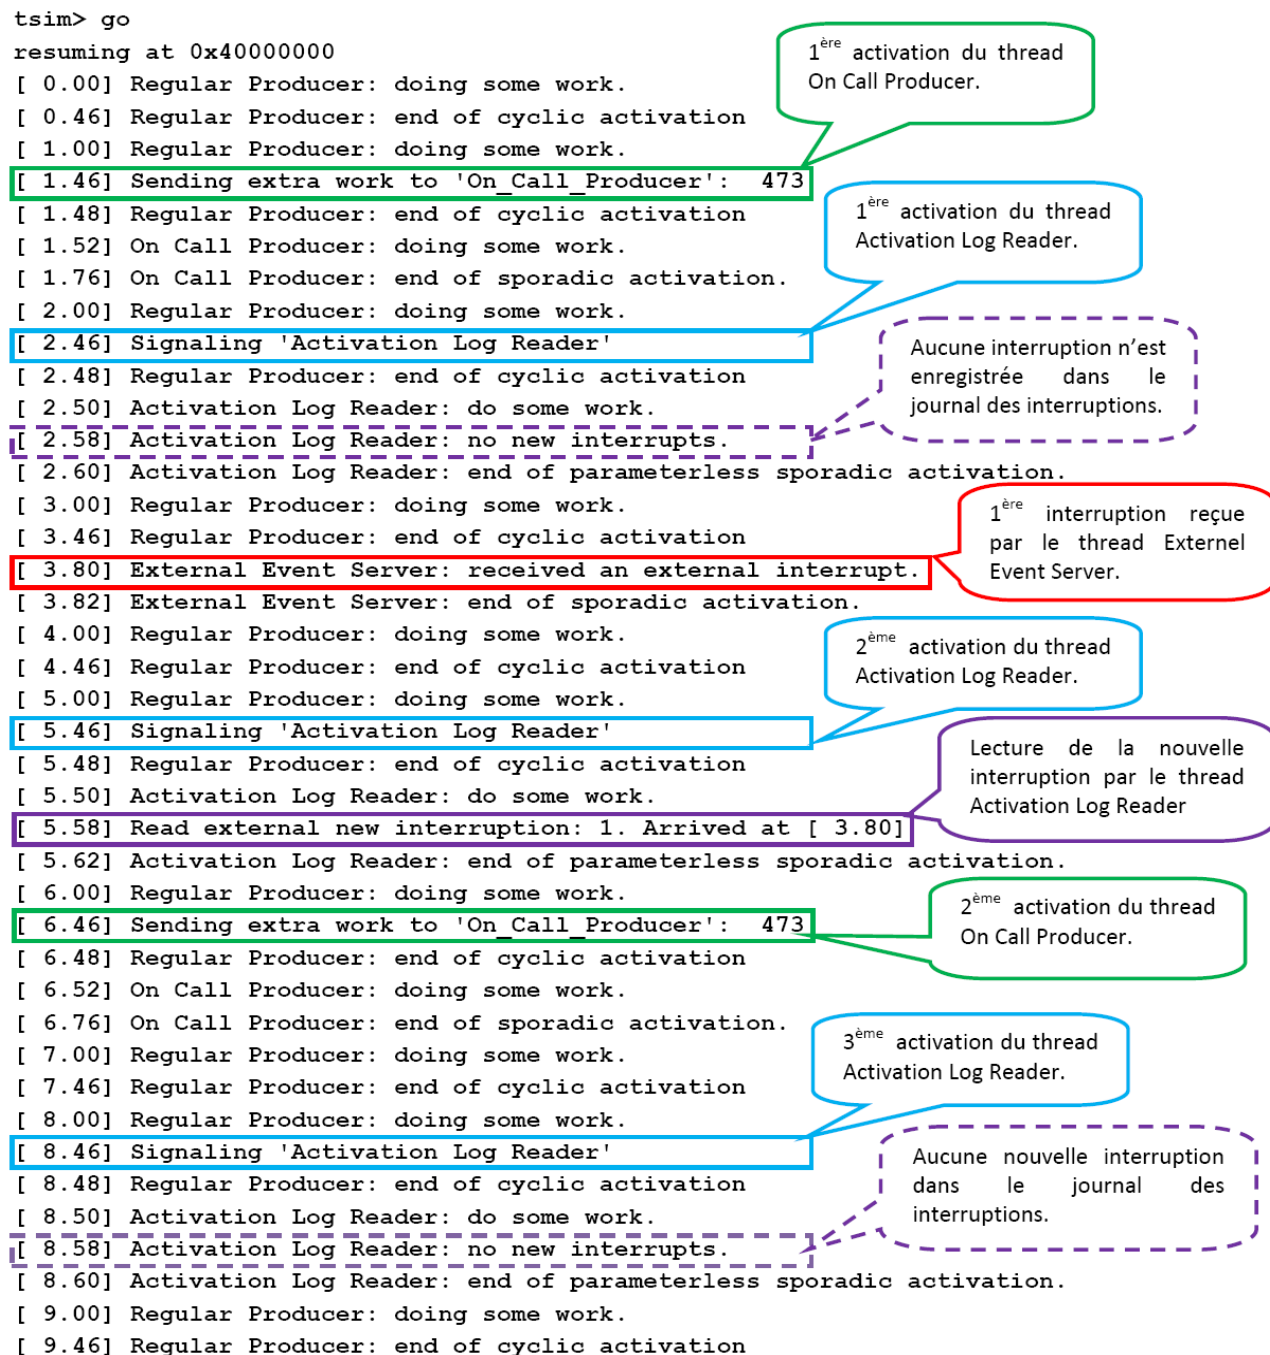 tsim> go
resuming at 0x40000000
[ 0.00] Regular Producer: doing some work.
[ 0.46] Regular Producer: end of cyclic activation
[ 1.00] Regular Producer: doing some work.
[ 1.46] Sending extra work to 'On_Call_Producer':  473
[ 1.48] Regular Producer: end of cyclic activation
[ 1.52] On Call Producer: doing some work.
[ 1.76] On Call Producer: end of sporadic activation.
[ 2.00] Regular Producer: doing some work.
[ 2.46] Signaling 'Activation Log Reader'
[ 2.48] Regular Producer: end of cyclic activation
[ 2.50] Activation Log Reader: do some work.
[ 2.58] Activation Log Reader: no new interrupts.
[ 2.60] Activation Log Reader: end of parameterless sporadic activation.
[ 3.00] Regular Producer: doing some work.
[ 3.46] Regular Producer: end of cyclic activation
[ 3.80] External Event Server: received an external interrupt.
[ 3.82] External Event Server: end of sporadic activation.
[ 4.00] Regular Producer: doing some work.
[ 4.46] Regular Producer: end of cyclic activation
[ 5.00] Regular Producer: doing some work.
[ 5.46] Signaling 'Activation Log Reader'
[ 5.48] Regular Producer: end of cyclic activation
[ 5.50] Activation Log Reader: do some work.
[ 5.58] Read external new interruption: 1. Arrived at [ 3.80]
[ 5.62] Activation Log Reader: end of parameterless sporadic activation.
[ 6.00] Regular Producer: doing some work.
[ 6.46] Sending extra work to 'On_Call_Producer':  473
[ 6.48] Regular Producer: end of cyclic activation
[ 6.52] On Call Producer: doing some work.
[ 6.76] On Call Producer: end of sporadic activation.
[ 7.00] Regular Producer: doing some work.
[ 7.46] Regular Producer: end of cyclic activation
[ 8.00] Regular Producer: doing some work.
[ 8.46] Signaling 'Activation Log Reader'
[ 8.48] Regular Producer: end of cyclic activation
[ 8.50] Activation Log Reader: do some work.
[ 8.58] Activation Log Reader: no new interrupts.
[ 8.60] Activation Log Reader: end of parameterless sporadic activation.
[ 9.00] Regular Producer: doing some work.
[ 9.46] Regular Producer: end of cyclic activation
1ère activation du thread
On Call Producer.
1ère activation du thread
Activation Log Reader.
Aucune interruption n'est
enregistrée dans le
journal des interruptions.
1ère interruption reçue
par le thread Externel
Event Server.
2ème activation du thread
Activation Log Reader.
Lecture de la nouvelle
interruption par le thread
Activation Log Reader
2ème activation du thread
On Call Producer.
3ème activation du thread
Activation Log Reader.
Aucune nouvelle interruption
dans le journal des
interruptions.